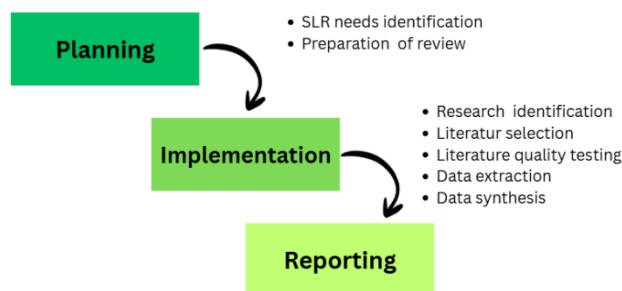 Planning
• SLR needs identification
• Preparation of review
Implementation
• Research identification
• Literatur selection
• Literature quality testing
• Data extraction
• Data synthesis
Reporting